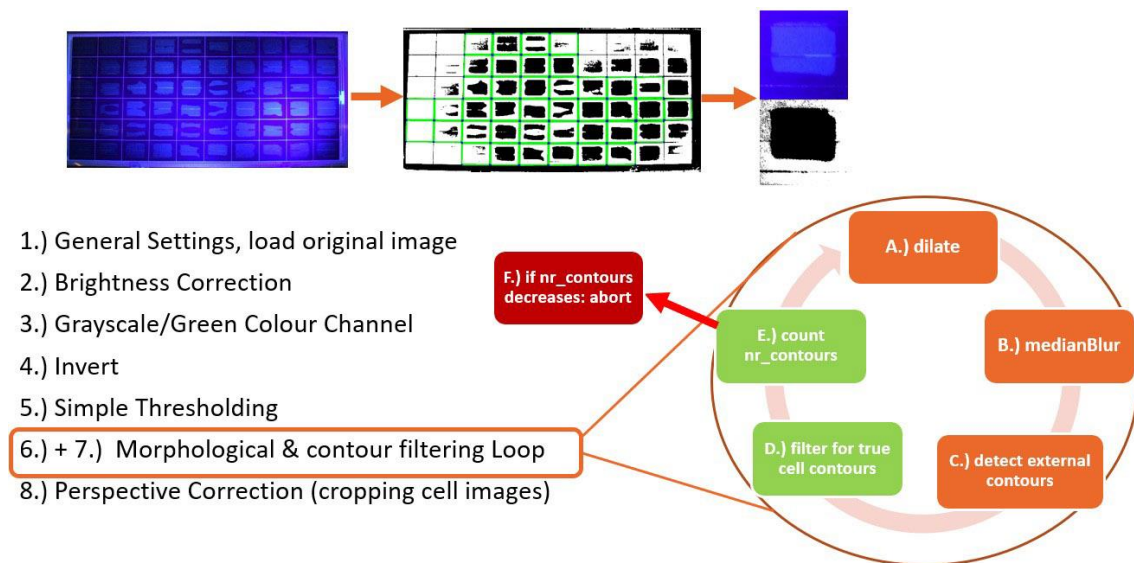 1.) General Settings, load original image
2.) Brightness Correction
3.) Grayscale/Green Colour Channel
4.) Invert
5.) Simple Thresholding
6.) + 7.)  Morphological & contour filtering Loop
8.) Perspective Correction (cropping cell images)
A.) dilate
B.) medianBlur
C.) detect external
contours
D.) filter for true
cell contours
E.) count
nr_contours
F.) if nr_contours
decreases: abort